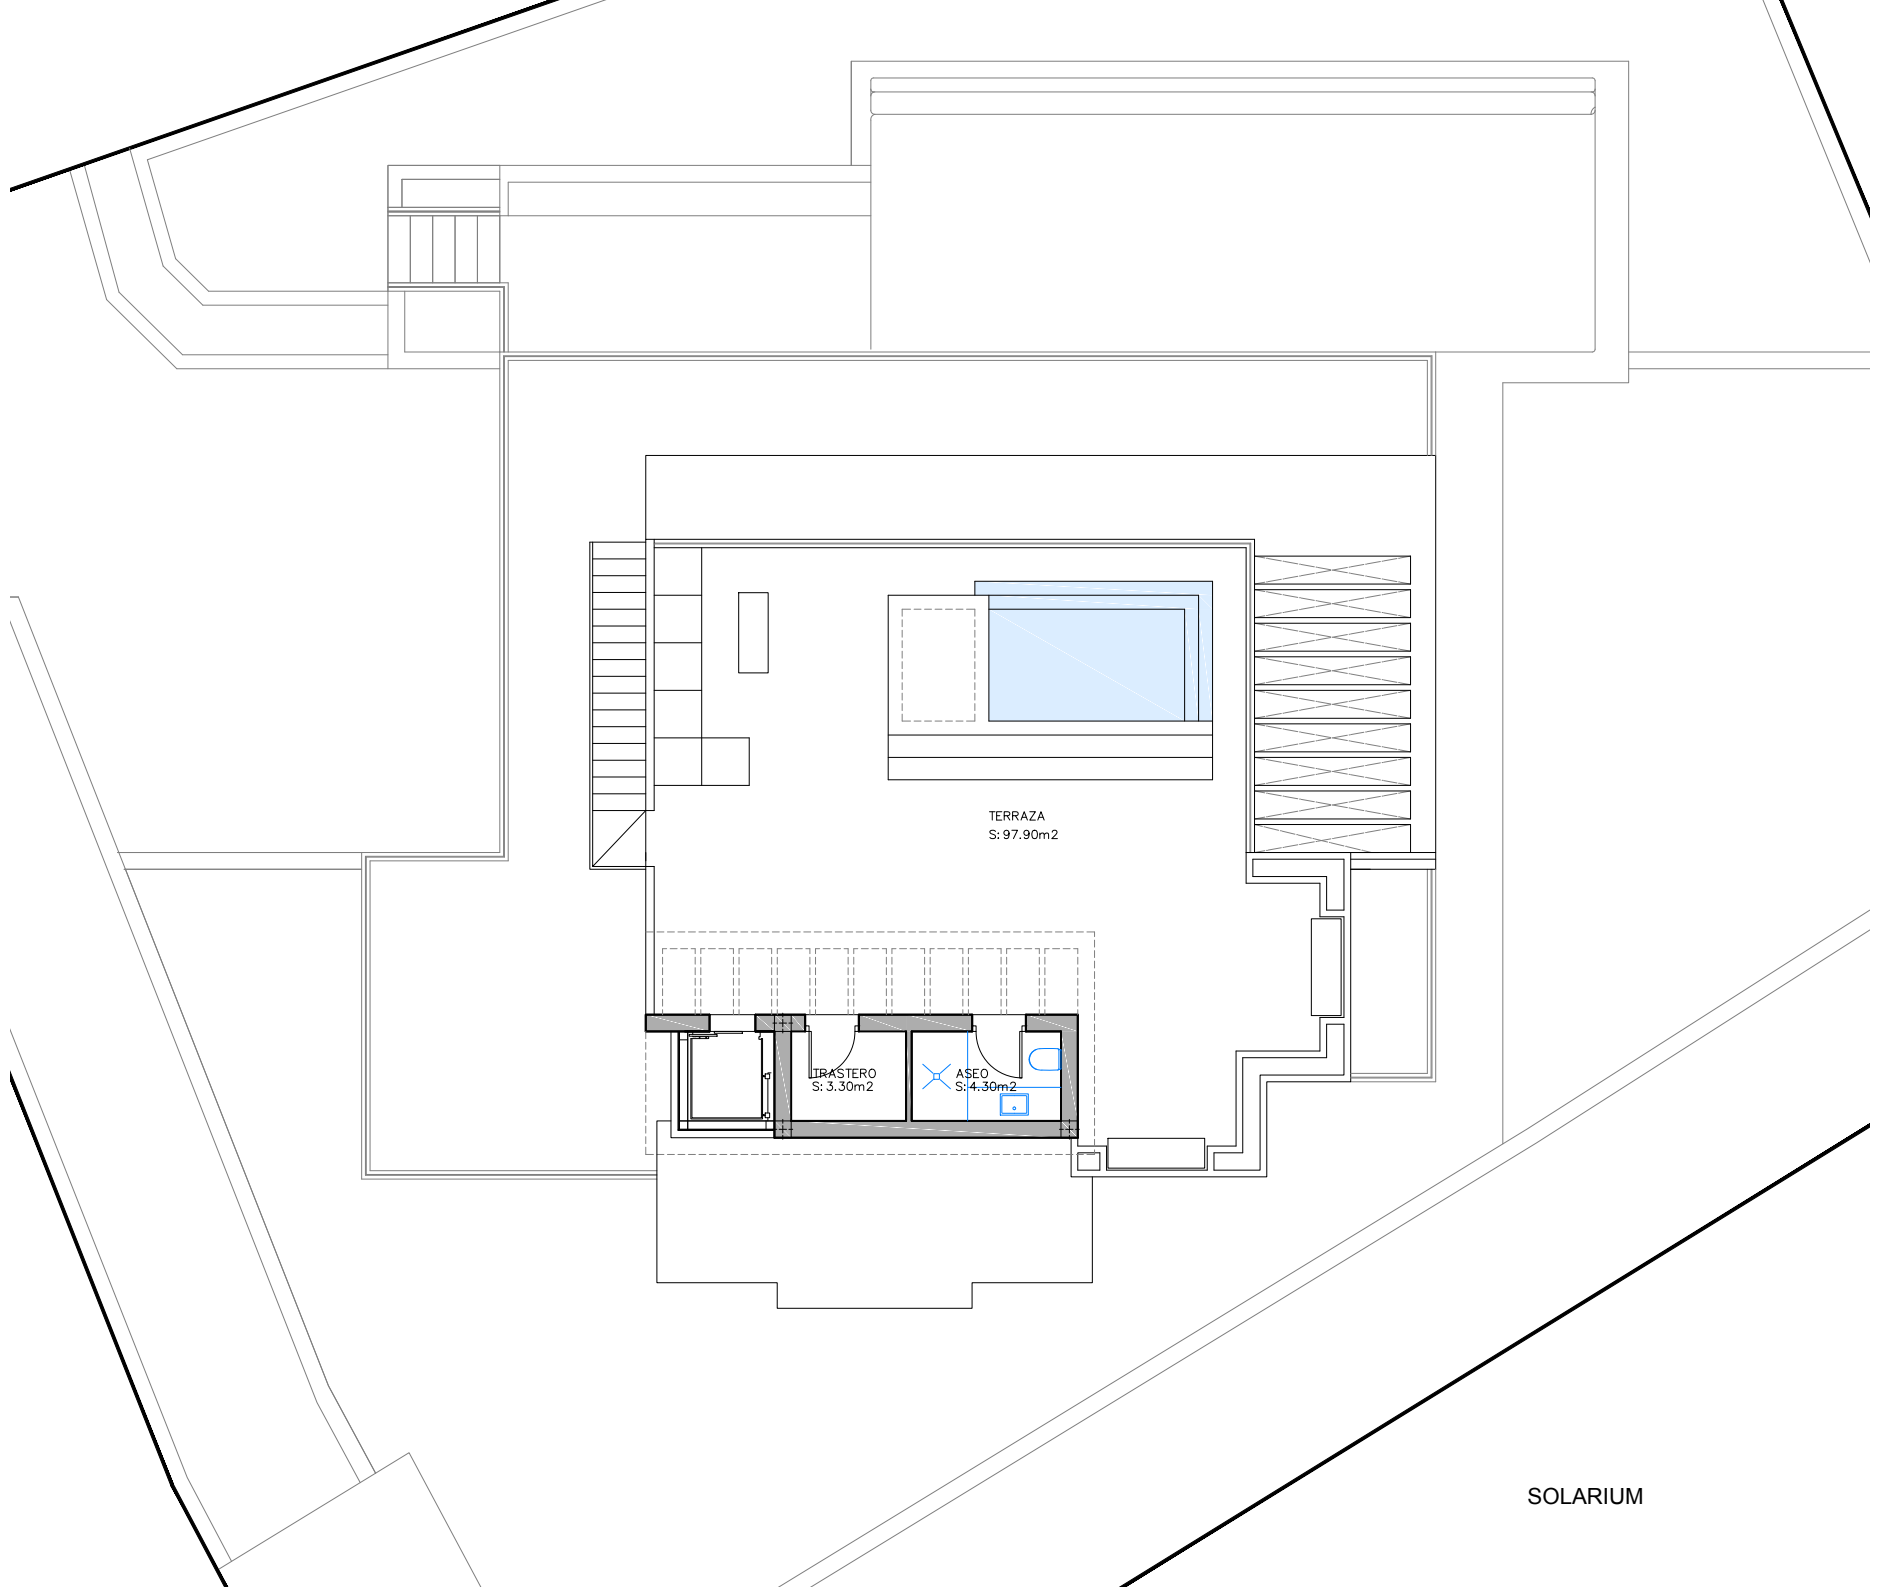 TERRAZA
S: 97.90m2
TRASTERO
S: 3.30m2
ASEO
S: 4.30m2
SOLARIUM